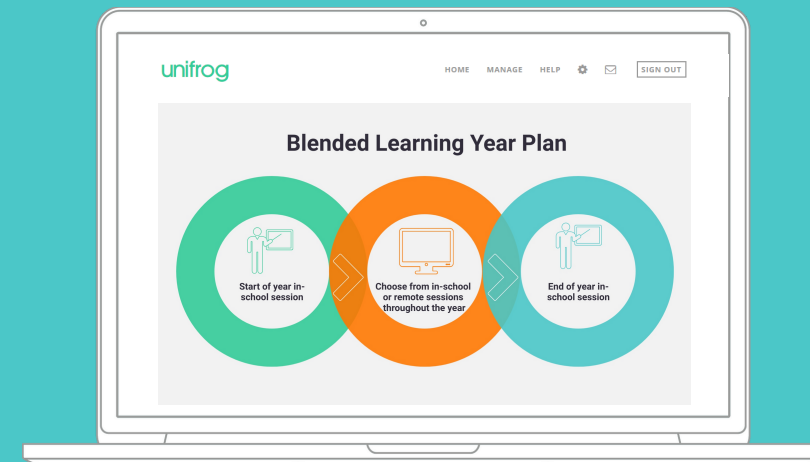 unifrog
HOME MANAGE HELP SIGN OUT
Blended Learning Year Plan
Start of year in-
school session
Choose from in-school
or remote sessions
throughout the year
End of year in-
school session